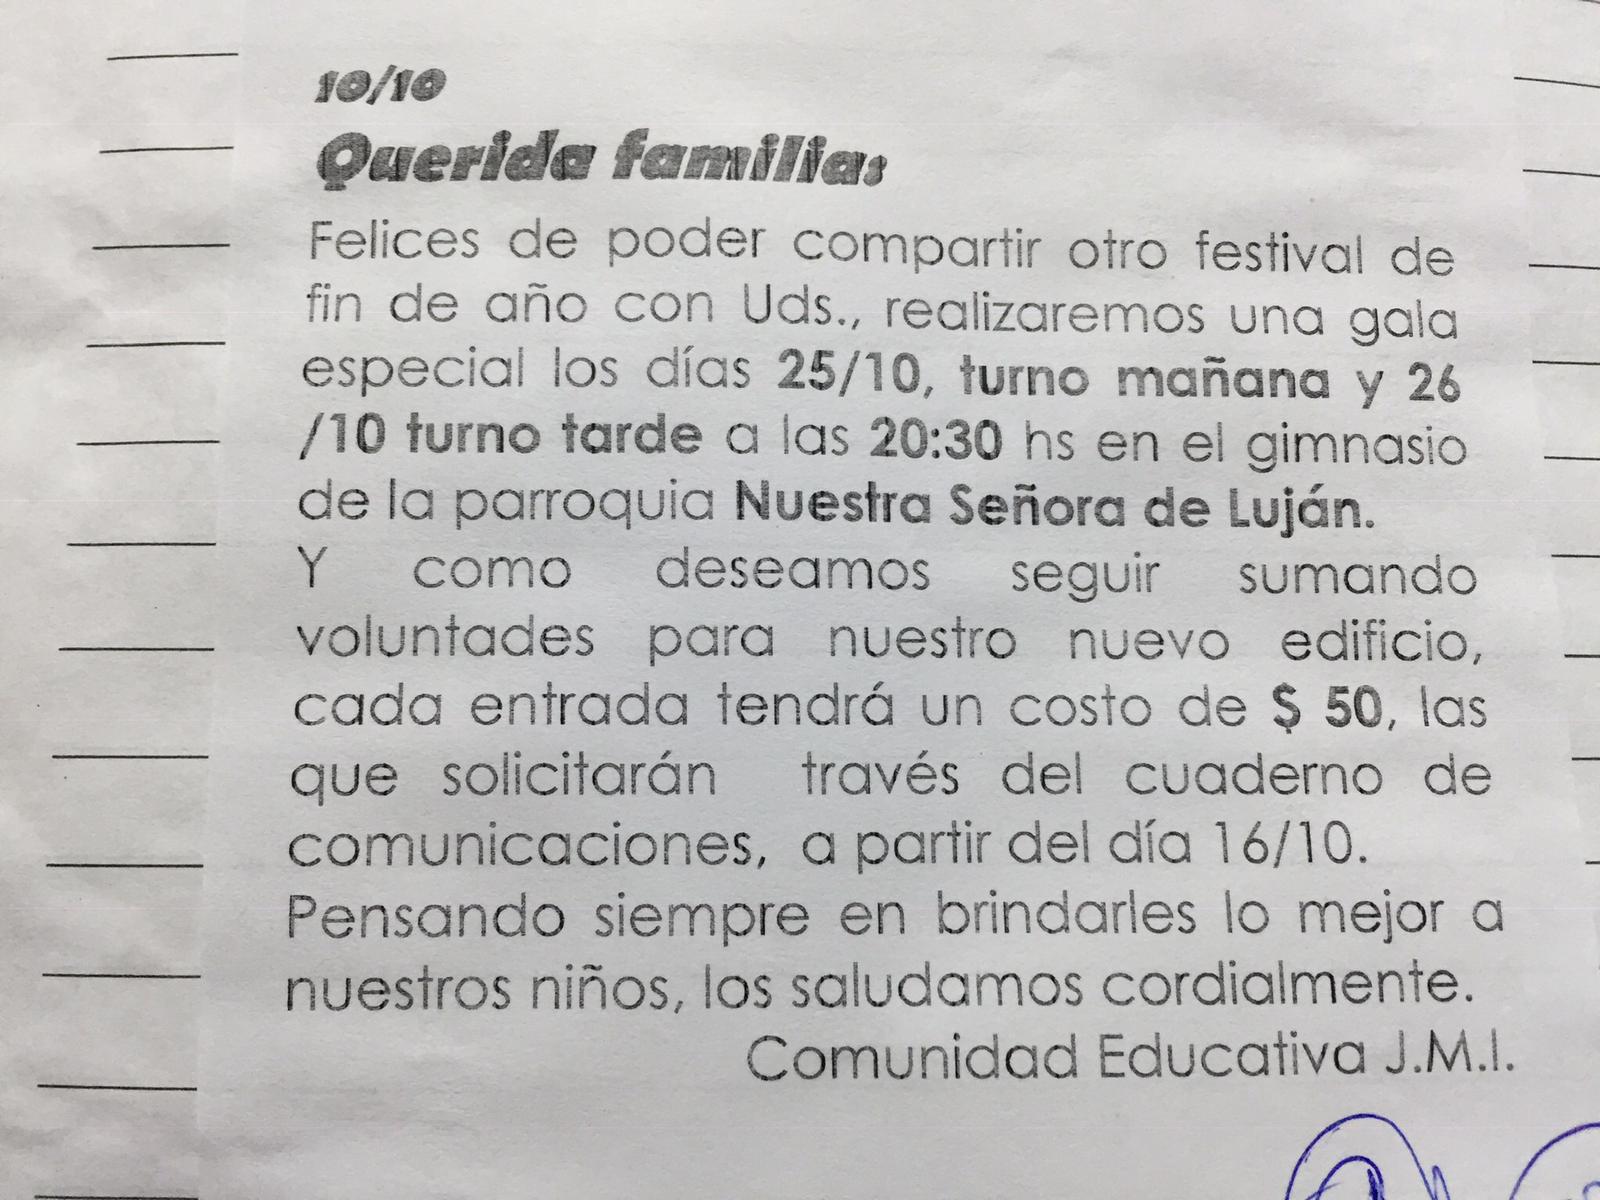 10/10
Querida familia:
Felices de poder compartir otro festival de
fin de año con Uds., realizaremos una gala
especial los días 25/10, turno mañana y 26
/10 turno tarde a las 20:30 hs en el gimnasio
de la parroquia Nuestra Señora de Luján.
Y como deseamos seguir sumando
voluntades para nuestro nuevo edificio,
cada entrada tendrá un costo de $ 50, las
que solicitarán través del cuaderno de
comunicaciones, a partir del día 16/10.
Pensando siempre en brindarles lo mejor a
nuestros niños, los saludamos cordialmente.
Comunidad Educativa J.M.I.